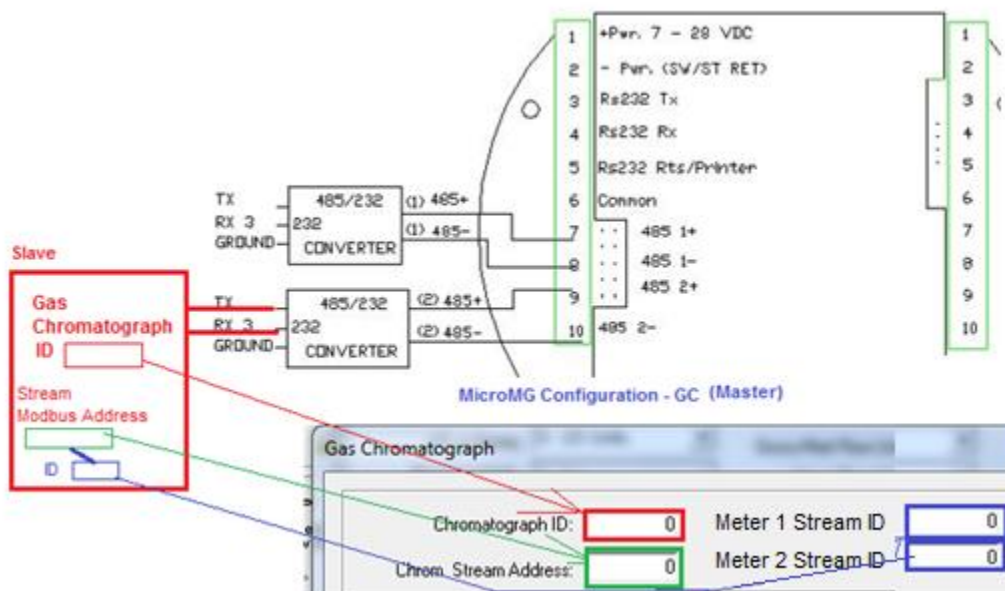 1 +Pwr. 7 - 28 VDC 1
2 - Pwr. (SW/ST RET) 2
3 Rs232 Tx 3
4 Rs232 Rx 4
5 Rs232 Rts/Printer 5
6 Common 6
TX
RX 3
GROUND
485/232
232
CONVERTER
(1) 485+
(1) 485-
7 485 1+ 7
8 485 1- 8
9 485 2+ 9
10 485 2- 10
TX
RX 3
GROUND
485/232
232
CONVERTER
(2) 485+
(2) 485-
Slave
Gas
Chromatograph
ID
Stream
Modbus Address
ID
MicroMG Configuration - GC (Master)
Gas Chromatograph
Chromatograph ID: 0 Meter 1 Stream ID 0
Chrom. Stream Address: 0 Meter 2 Stream ID 0